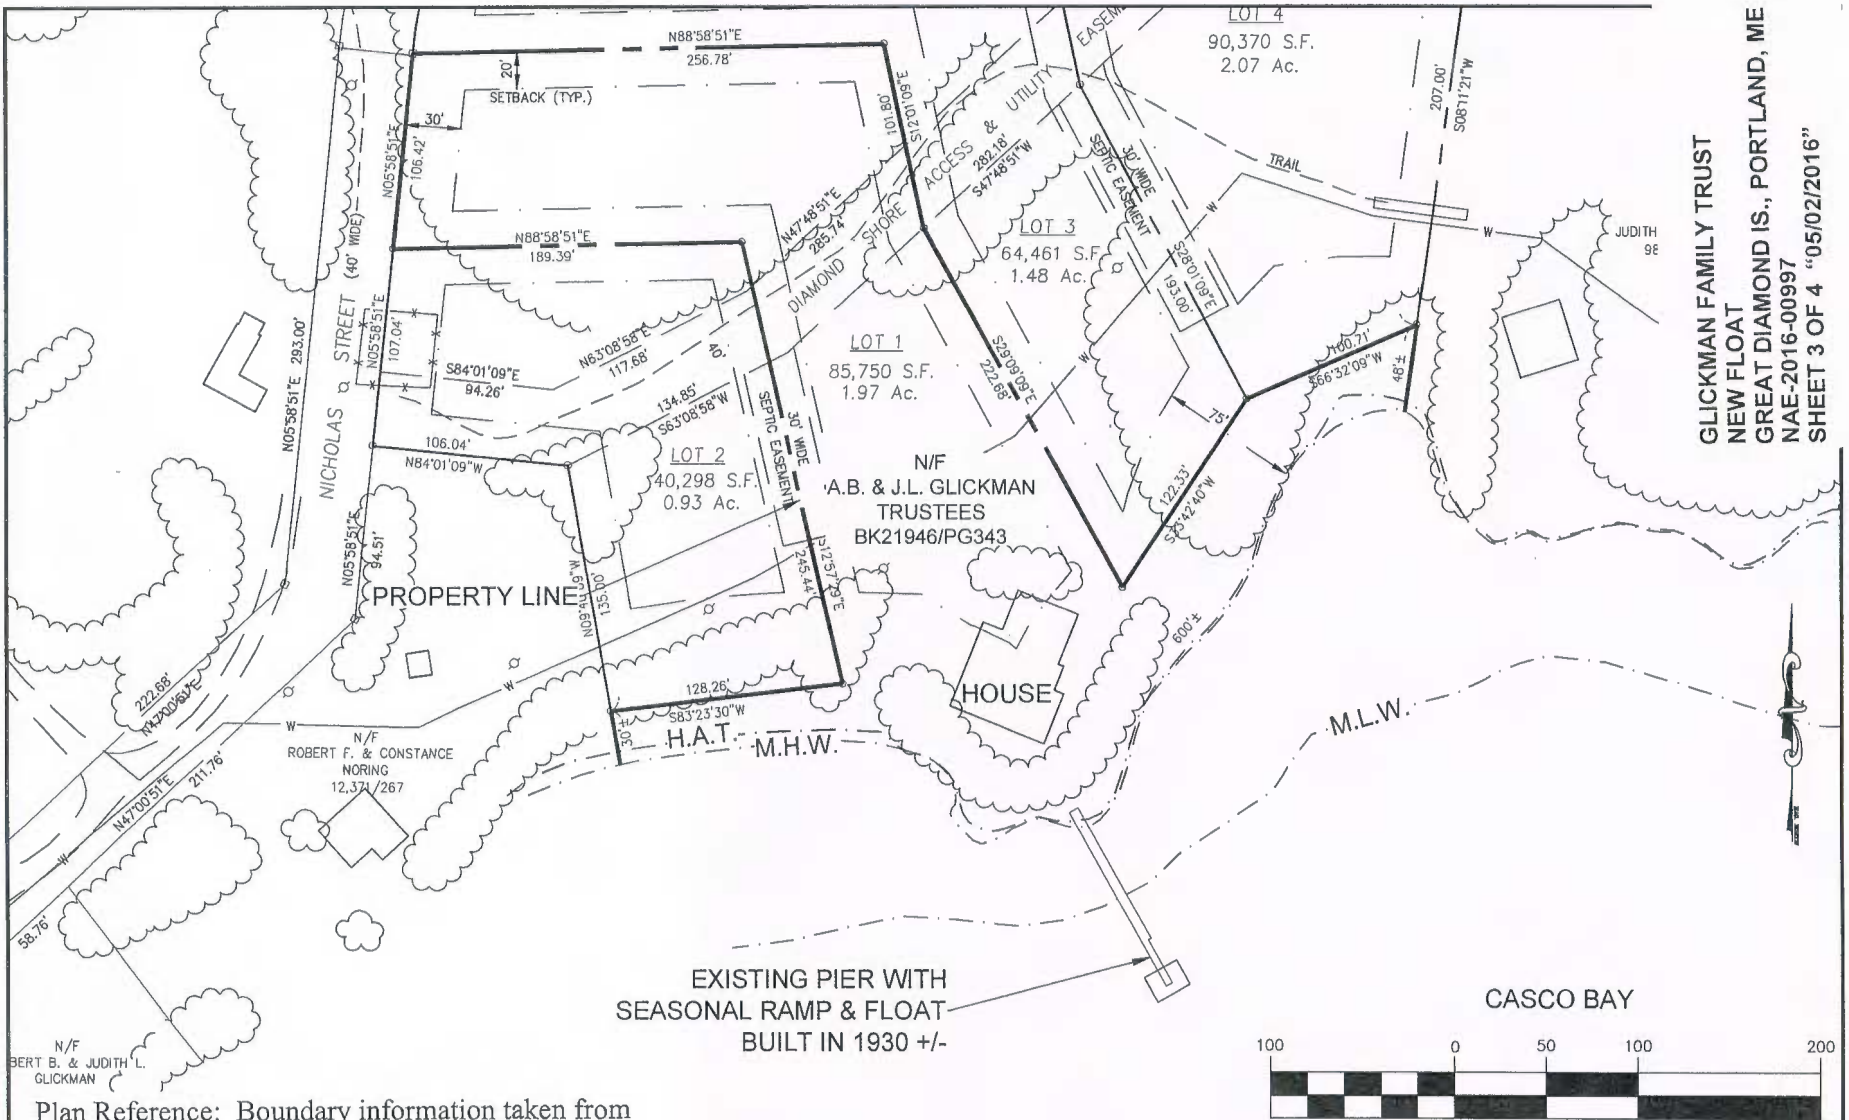 N88°58'51"E
256.78'
20'
SETBACK (TYP.)
30'
N05°58'51"E
106.42'
101.80'
S12°01'09"E
EASEM
LOT 4
90,370 S.F.
2.07 Ac.
207.00'
S08°11'21"W
GLICKMAN FAMILY TRUST
NEW FLOAT
GREAT DIAMOND IS., PORTLAND, ME
NAE-2016-00997
SHEET 3 OF 4 "05/02/2016"
DIAMOND SHORE ACCESS & UTILITY
282.18'
S47°48'51"W
N47°48'51"E
285.74'
30' WIDE
SEPTIC EASEMENT
TRAIL
W
W
W
JUDITH
98
N88°58'51"E
189.39'
LOT 3
64,461 S.F.
1.48 Ac.
S28°01'09"E
193.00'
NICHOLAS STREET (40' WIDE)
N05°58'51"E 293.00'
N05°58'51"E
107.04'
S84°01'09"E
94.26'
N63°08'58"E
117.68'
40'
134.85'
S63°08'58"W
LOT 1
85,750 S.F.
1.97 Ac.
S29°09'09"E
222.68'
100.71'
S66°32'09"W
48'±
75'
106.04'
N84°01'09"W
LOT 2
40,298 S.F.
0.93 Ac.
30' WIDE
SEPTIC EASEMENT
N/F
A.B. & J.L. GLICKMAN
TRUSTEES
BK21946/PG343
122.33'
S33°42'40"W
N05°58'51"E
94.51'
PROPERTY LINE
135.00'
S12°57'29"E
245.44'
600'±
222.68'
N47°00'51"E
W
W
128.26'
S83°23'30"W
30'±
HOUSE
H.A.T.
M.H.W.
M.L.W.
N/F
ROBERT F. & CONSTANCE
NORING
12,371/267
N47°00'51"E
211.76'
W
58.76'
EXISTING PIER WITH
SEASONAL RAMP & FLOAT
BUILT IN 1930 +/-
CASCO BAY
N/F
BERT B. & JUDITH L.
GLICKMAN
100 0 50 100 200
Plan Reference: Boundary information taken from